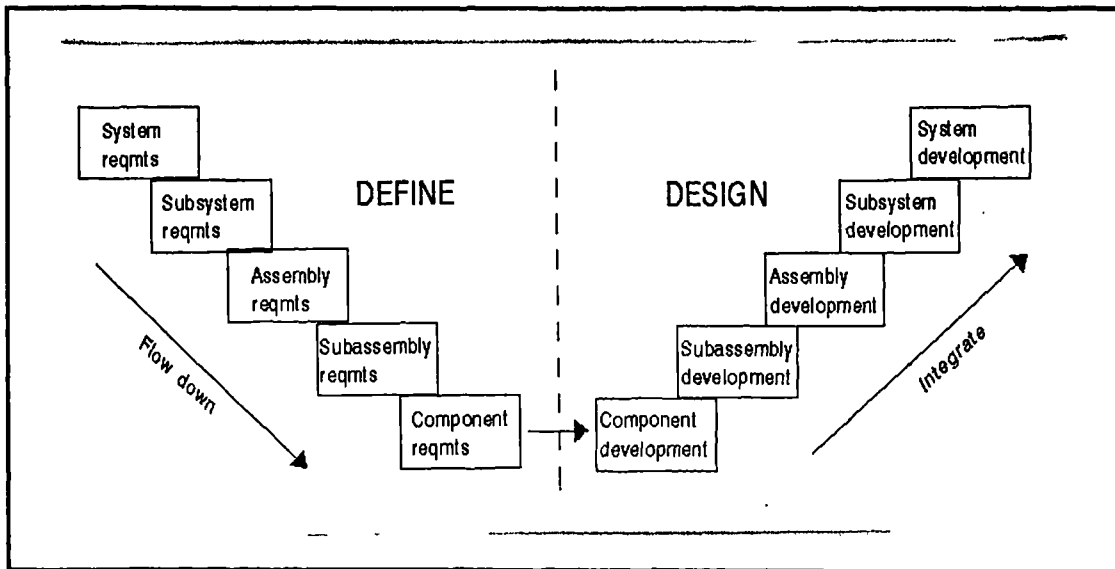 System
reqmts
Subsystem
reqmts
Assembly
reqmts
Subassembly
reqmts
Component
reqmts
DEFINE
Flow down
DESIGN
System
development
Subsystem
development
Assembly
development
Subassembly
development
Component
development
Integrate